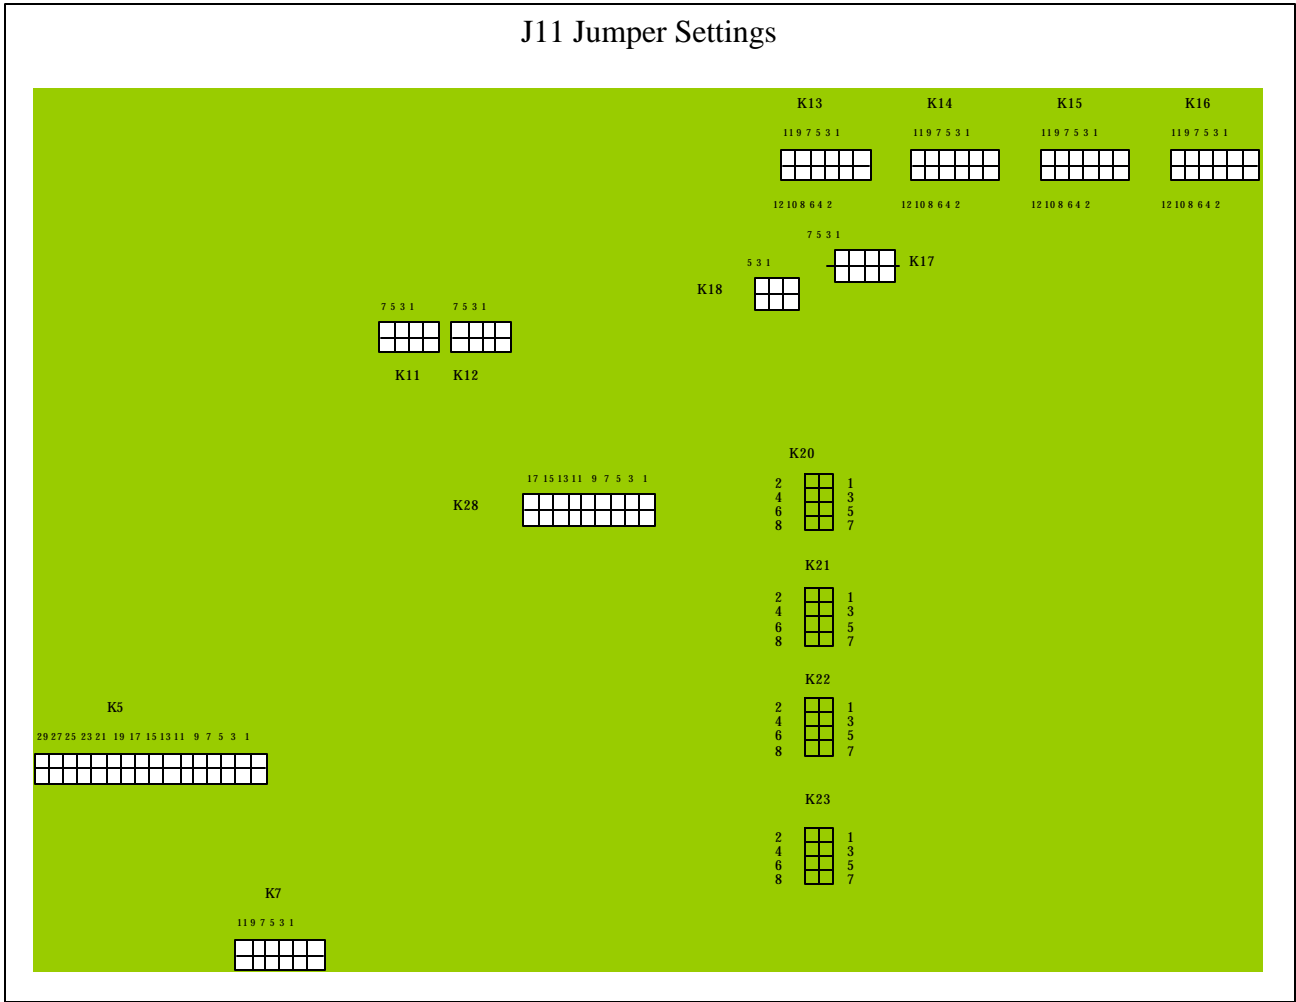 J11 Jumper Settings
K13 K14 K15 K16
11 9 7 5 3 1 11 9 7 5 3 1 11 9 7 5 3 1 11 9 7 5 3 1
12 10 8 6 4 2 12 10 8 6 4 2 12 10 8 6 4 2 12 10 8 6 4 2
7 5 3 1
K17
5 3 1
K18
7 5 3 1 7 5 3 1
K11 K12
K20
17 15 13 11 9 7 5 3 1
K28
2 1
4 3
6 5
8 7
K21
2 1
4 3
6 5
8 7
K22
2 1
4 3
6 5
8 7
K5
29 27 25 23 21 19 17 15 13 11 9 7 5 3 1
K23
2 1
4 3
6 5
8 7
K7
11 9 7 5 3 1